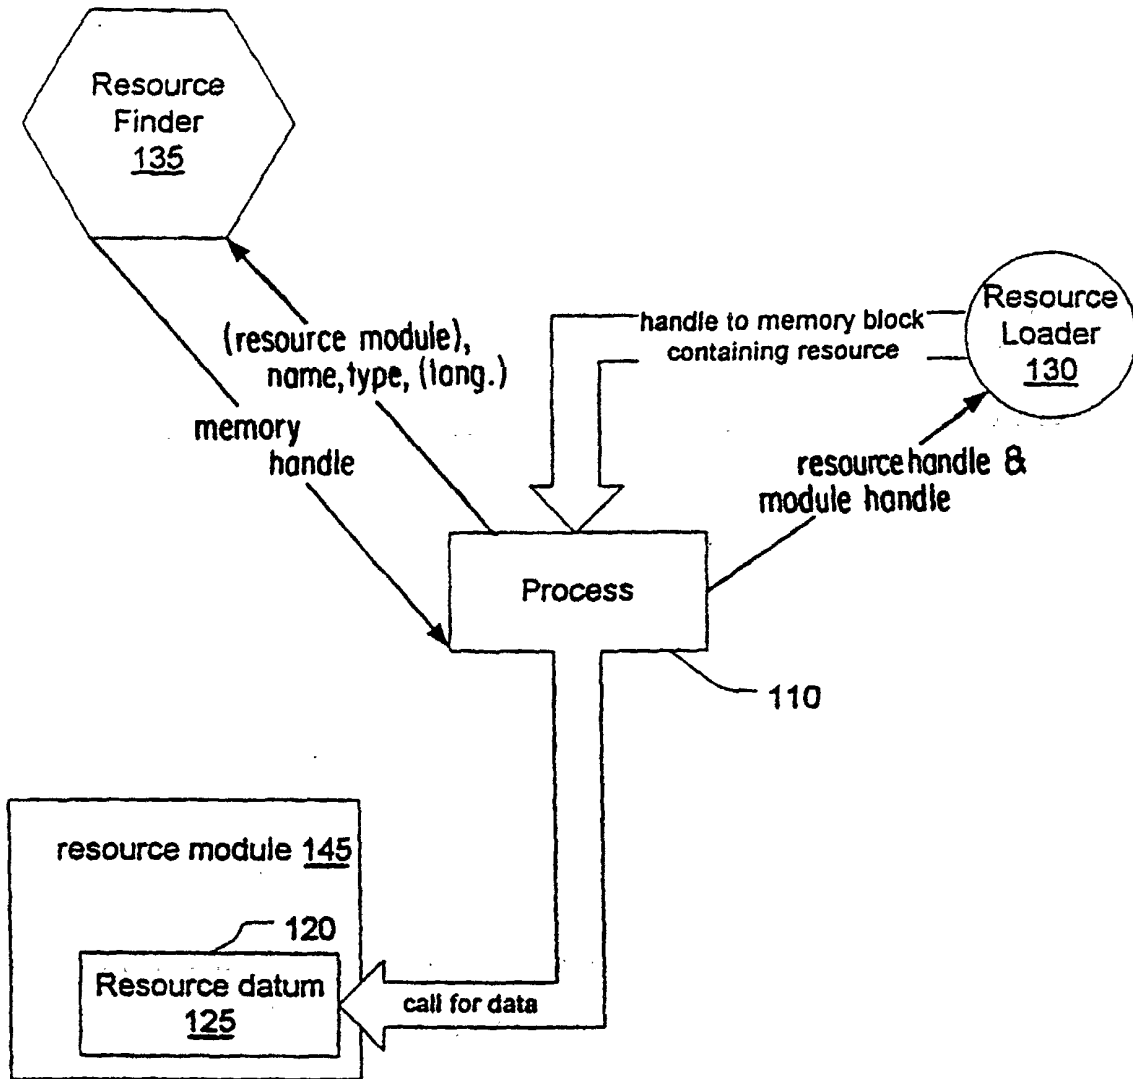 Resource
Finder
135
(resource module),
name, type, (lang.)
memory
handle
handle to memory block
containing resource
Resource
Loader
130
resource handle &
module handle
Process
110
resource module 145
120
Resource datum
125
call for data